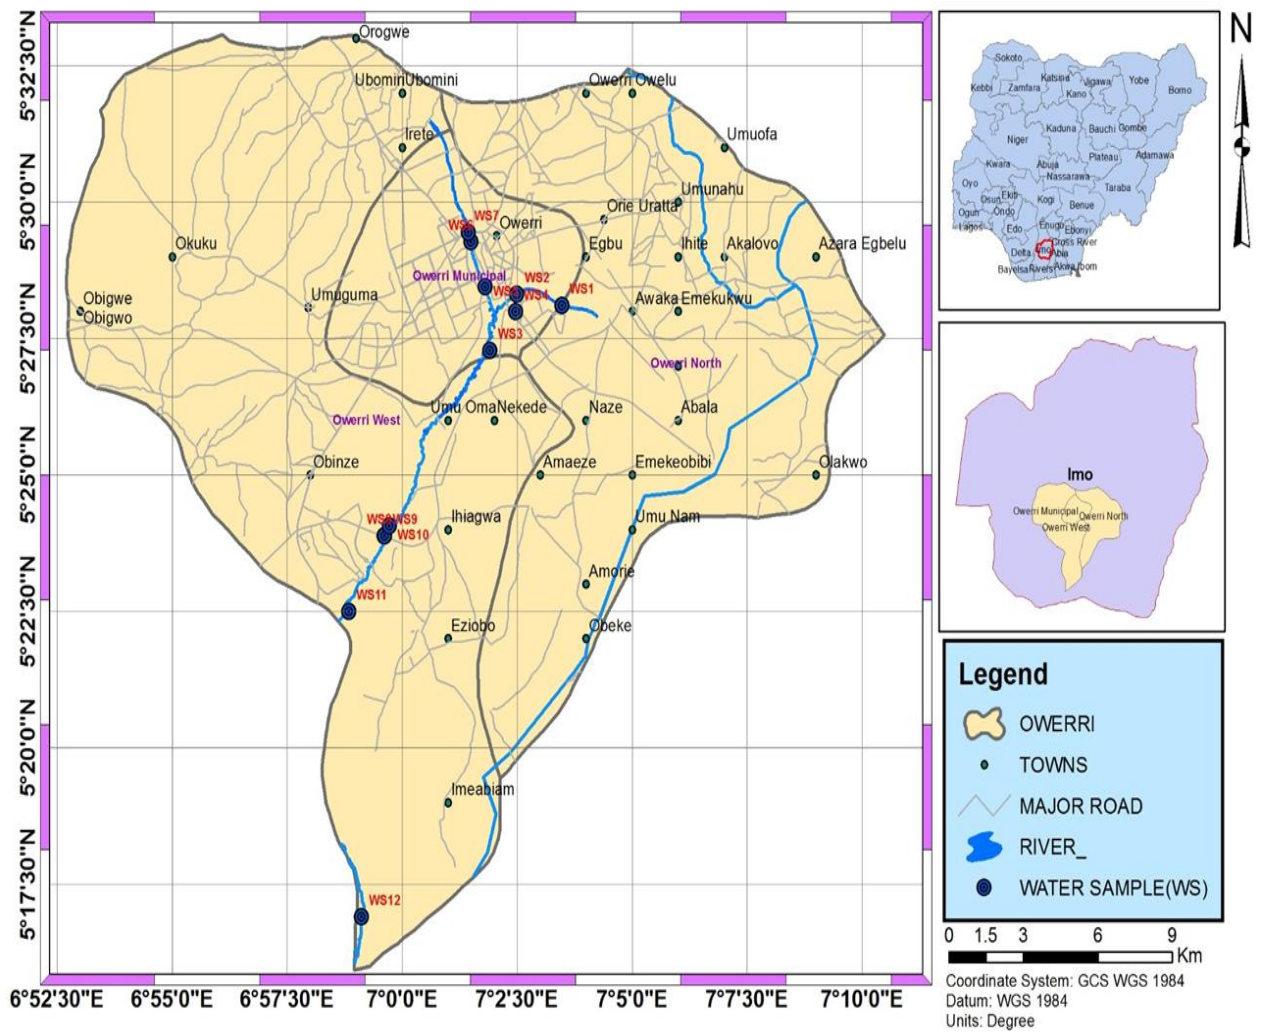 5°32'30"N
5°30'0"N
5°27'30"N
5°25'0"N
5°22'30"N
5°20'0"N
5°17'30"N
6°52'30"E
6°55'0"E
6°57'30"E
7°0'0"E
7°2'30"E
7°5'0"E
7°7'30"E
7°10'0"E
Orogwe
UbominUbomini
Owerri Owelu
Irete
Umuofa
Umunahu
Orie Uratta
WS7
WS6
Owerri
Okuku
Egbu
Ihite
Akalovo
Azara Egbelu
Owerri Municipal
WS2
WS1
WS4
Obigwe
Obigwo
Umuguma
Awaka
Emekukwu
WS3
Owerri North
Umu Oma
Nekede
Naze
Abala
Owerri West
Obinze
Amaeze
Emekeobibi
Olakwo
WS9
WS10
Ihiagwa
Umu Nam
Amorie
WS11
Eziobo
Obeke
Imeabiam
WS12
N
Sokoto
Katsina
Jigawa
Yobe
Borno
Kebbi
Zamfara
Kano
Kaduna
Bauchi
Gombe
Niger
Plateau
Adamawa
Kwara
Abuja
Nassarawa
Taraba
Oyo
Osun
Ekiti
Kogi
Benue
Ogun
Ondo
Lagos
Edo
Enugu
Ebonyi
Cross River
Delta
Imo
Abia
Bayelsa
Rivers
Akwa Ibom
Imo
Owerri Municipal
Owerri North
Owerri West
Legend
OWERRI
TOWNS
MAJOR ROAD
RIVER_
WATER SAMPLE(WS)
0 1.5 3 6 9
Km
Coordinate System: GCS WGS 1984
Datum: WGS 1984
Units: Degree